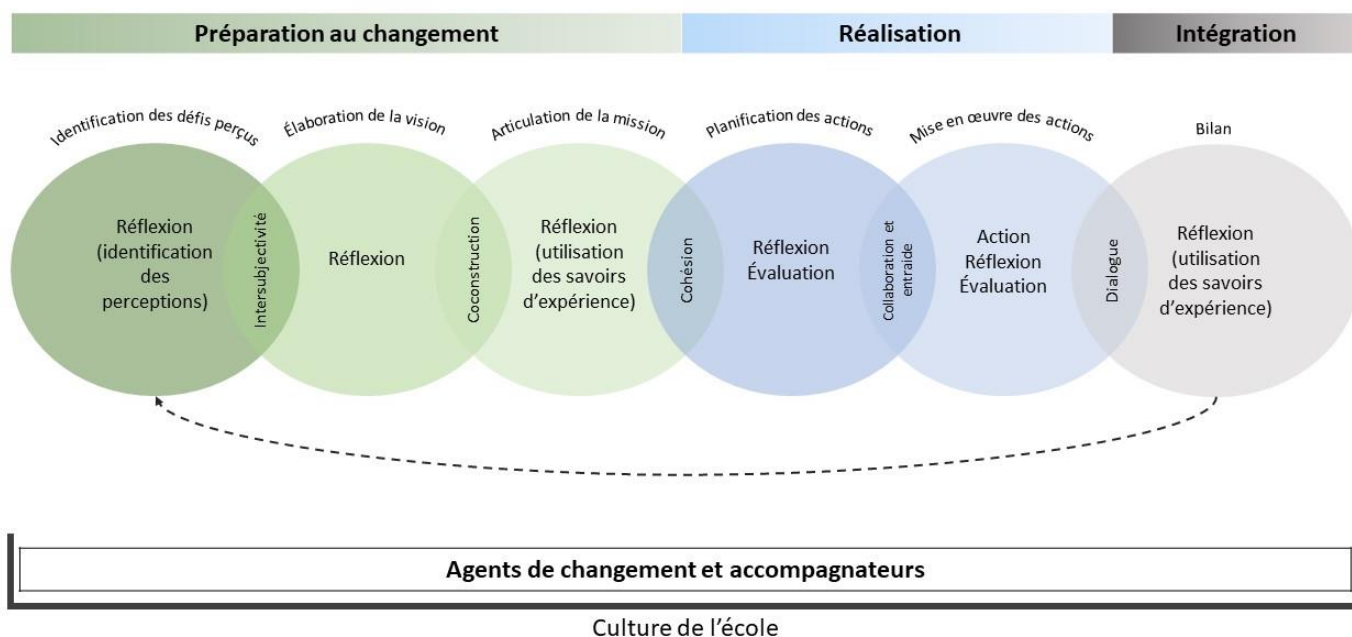 Préparation au changement
Réalisation
Intégration
Identification des défis perçus
Élaboration de la vision
Articulation de la mission
Planification des actions
Mise en œuvre des actions
Bilan
Réflexion
(identification
des
perceptions)
Intersubjectivité
Réflexion
Coconstruction
Réflexion
(utilisation
des savoirs
d’expérience)
Cohésion
Réflexion
Évaluation
Collaboration et
entraide
Action
Réflexion
Évaluation
Dialogue
Réflexion
(utilisation
des savoirs
d’expérience)
Agents de changement et accompagnateurs
Culture de l’école